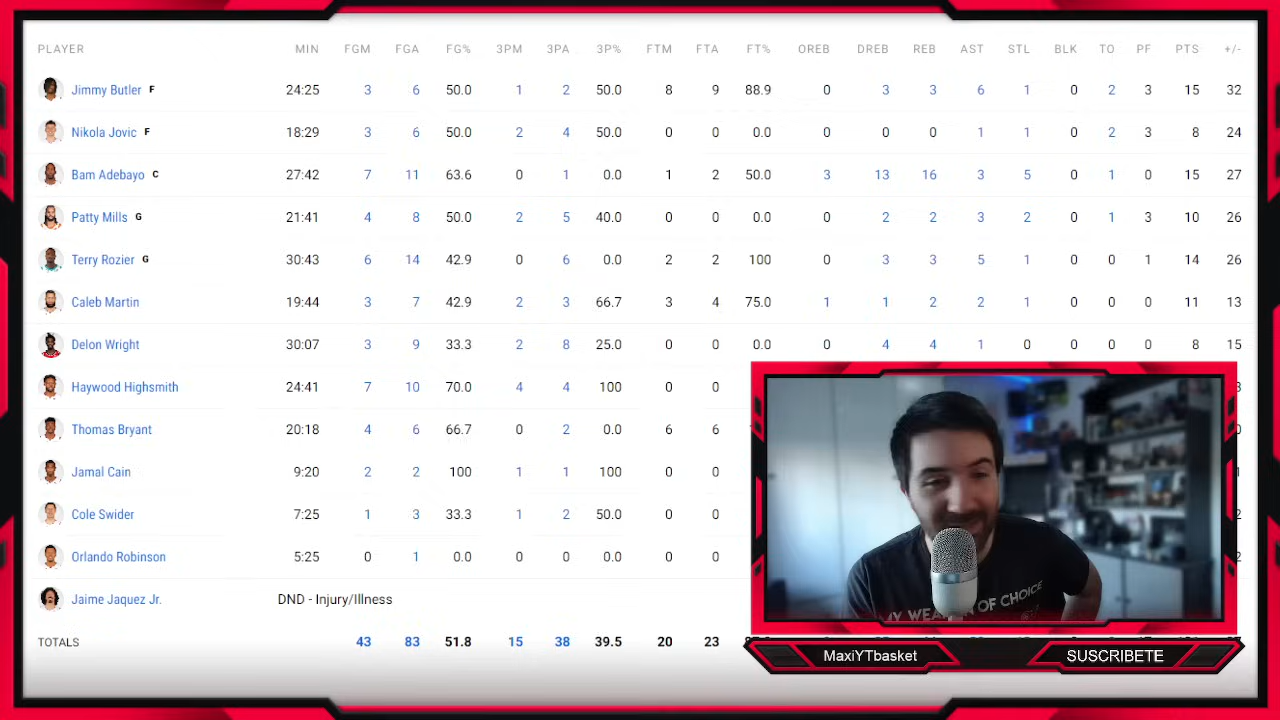 PLAYER MIN FGM FGA FG% 3PM 3PA 3P% FTM FTA FT% OREB DREB REB AST STL BLK TO PF PTS +/-
Jimmy Butler F 24:25 3 6 50.0 1 2 50.0 8 9 88.9 0 3 3 6 1 0 2 3 15 32
Nikola Jovic F 18:29 3 6 50.0 2 4 50.0 0 0 0.0 0 0 0 1 1 0 2 3 8 24
Bam Adebayo C 27:42 7 11 63.6 0 1 0.0 1 2 50.0 3 13 16 3 5 0 1 0 15 27
Patty Mills G 21:41 4 8 50.0 2 5 40.0 0 0 0.0 0 2 2 3 2 0 1 3 10 26
Terry Rozier G 30:43 6 14 42.9 0 6 0.0 2 2 100 0 3 3 5 1 0 0 1 14 26
Caleb Martin 19:44 3 7 42.9 2 3 66.7 3 4 75.0 1 1 2 2 1 0 0 0 11 13
Delon Wright 30:07 3 9 33.3 2 8 25.0 0 0 0.0 0 4 4 1 0 0 0 0 8 15
Haywood Highsmith 24:41 7 10 70.0 4 4 100 0 0
Thomas Bryant 20:18 4 6 66.7 0 2 0.0 6 6
Jamal Cain 9:20 2 2 100 1 1 100 0 0
Cole Swider 7:25 1 3 33.3 1 2 50.0 0 0
Orlando Robinson 5:25 0 1 0.0 0 0 0.0 0 0
Jaime Jaquez Jr. DND - Injury/Illness
TOTALS 43 83 51.8 15 38 39.5 20 23
MY WEAPON OF CHOICE
MaxiYTbasket
SUSCRIBETE